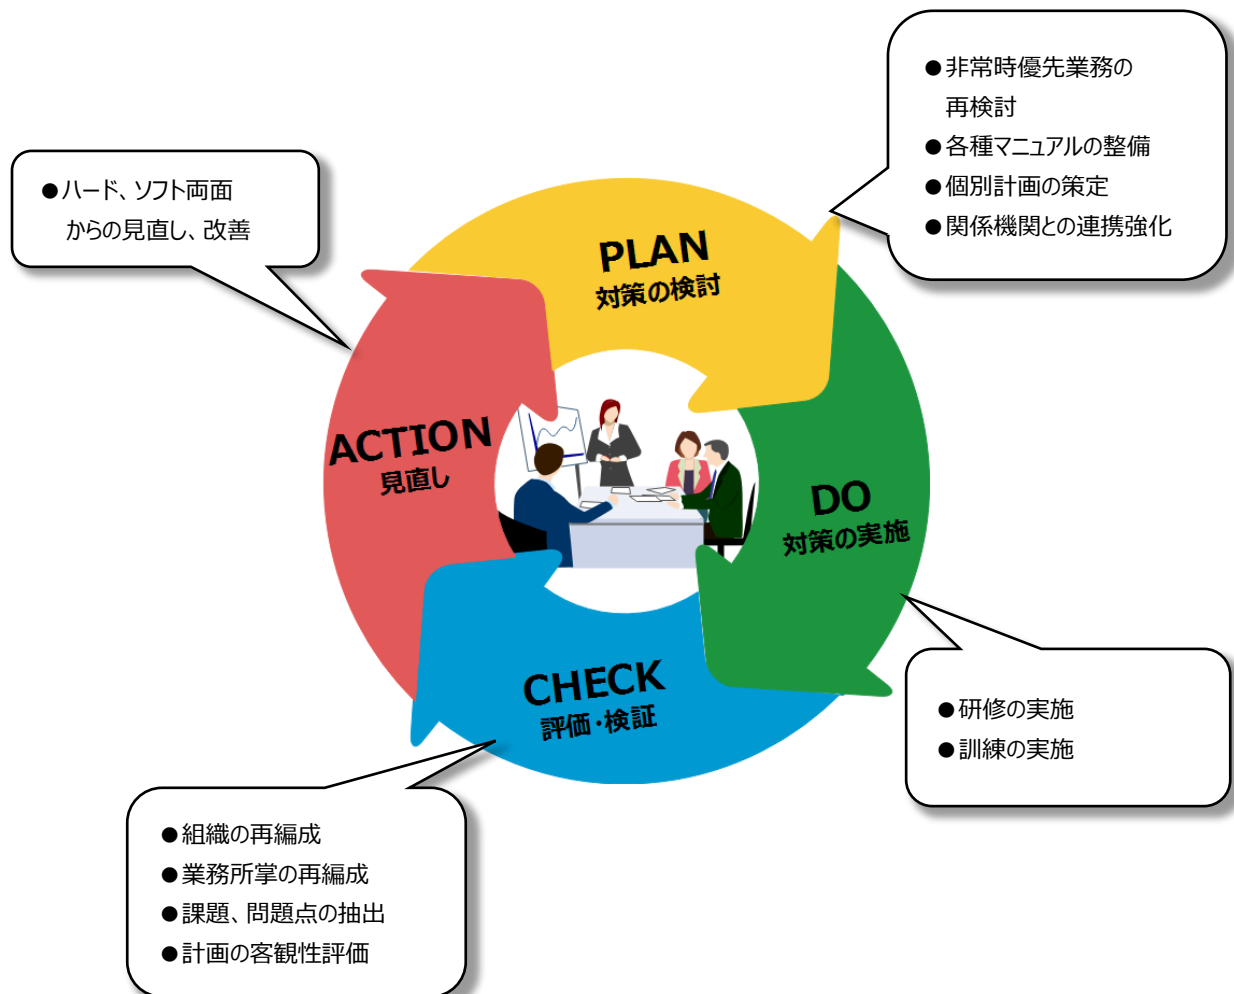 ●非常時優先業務の
再検討
●各種マニュアルの整備
●個別計画の策定
●関係機関との連携強化
●ハード、ソフト両面
からの見直し、改善
PLAN
対策の検討
ACTION
見直し
DO
対策の実施
CHECK
評価・検証
●研修の実施
●訓練の実施
●組織の再編成
●業務所掌の再編成
●課題、問題点の抽出
●計画の客観性評価